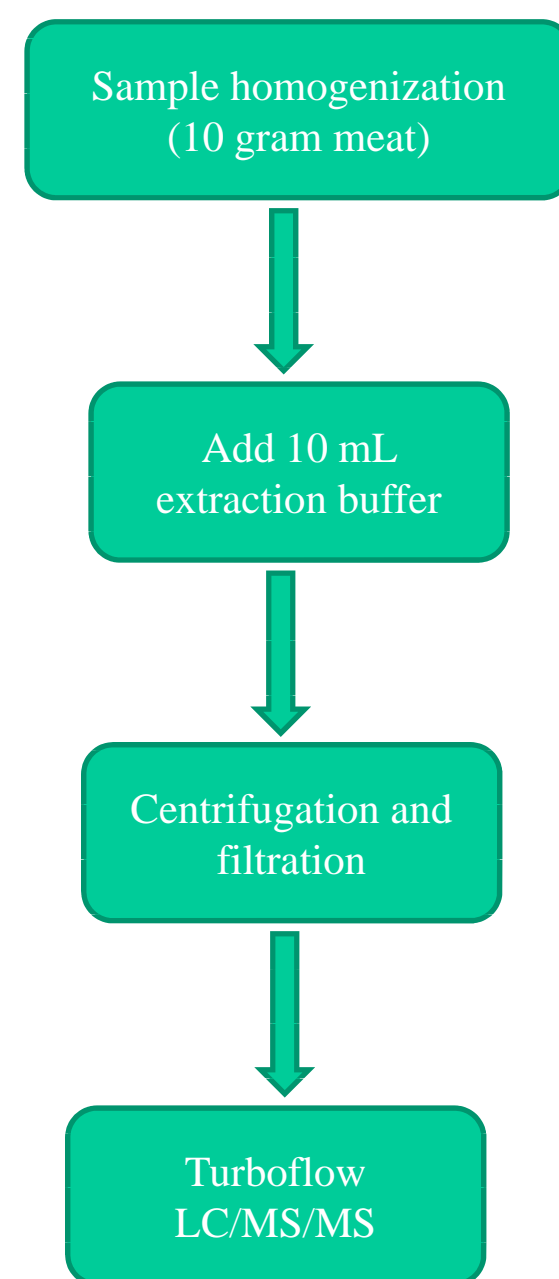 Sample homogenization
(10 gram meat)
Add 10 mL
extraction buffer
Centrifugation and
filtration
Turboflow
LC/MS/MS